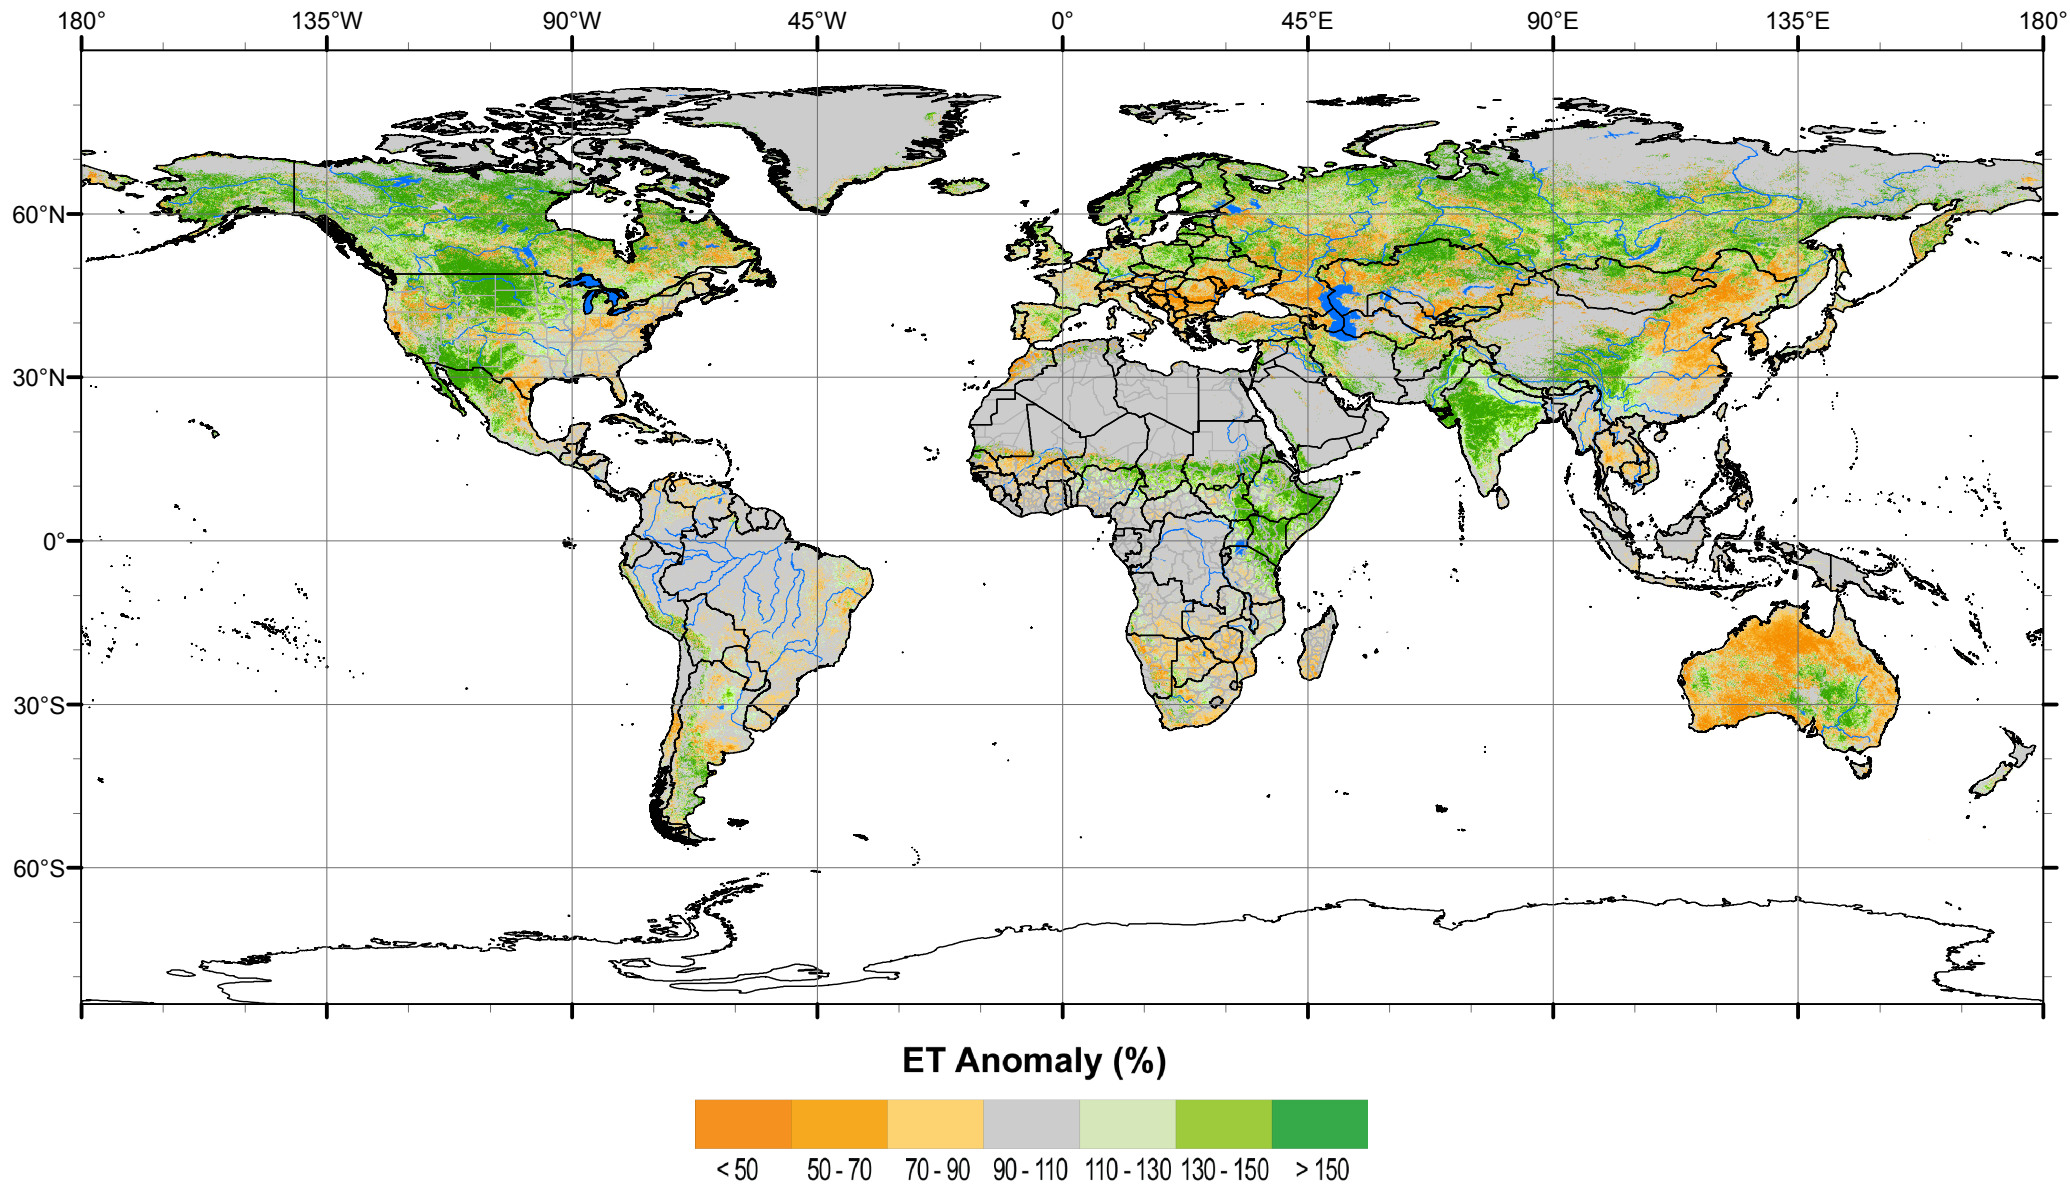 180° 135°W 90°W 45°W 0° 45°E 90°E 135°E 180°
60°N
30°N
0°
30°S
60°S
ET Anomaly (%)
< 50 50 - 70 70 - 90 90 - 110 110 - 130 130 - 150 > 150